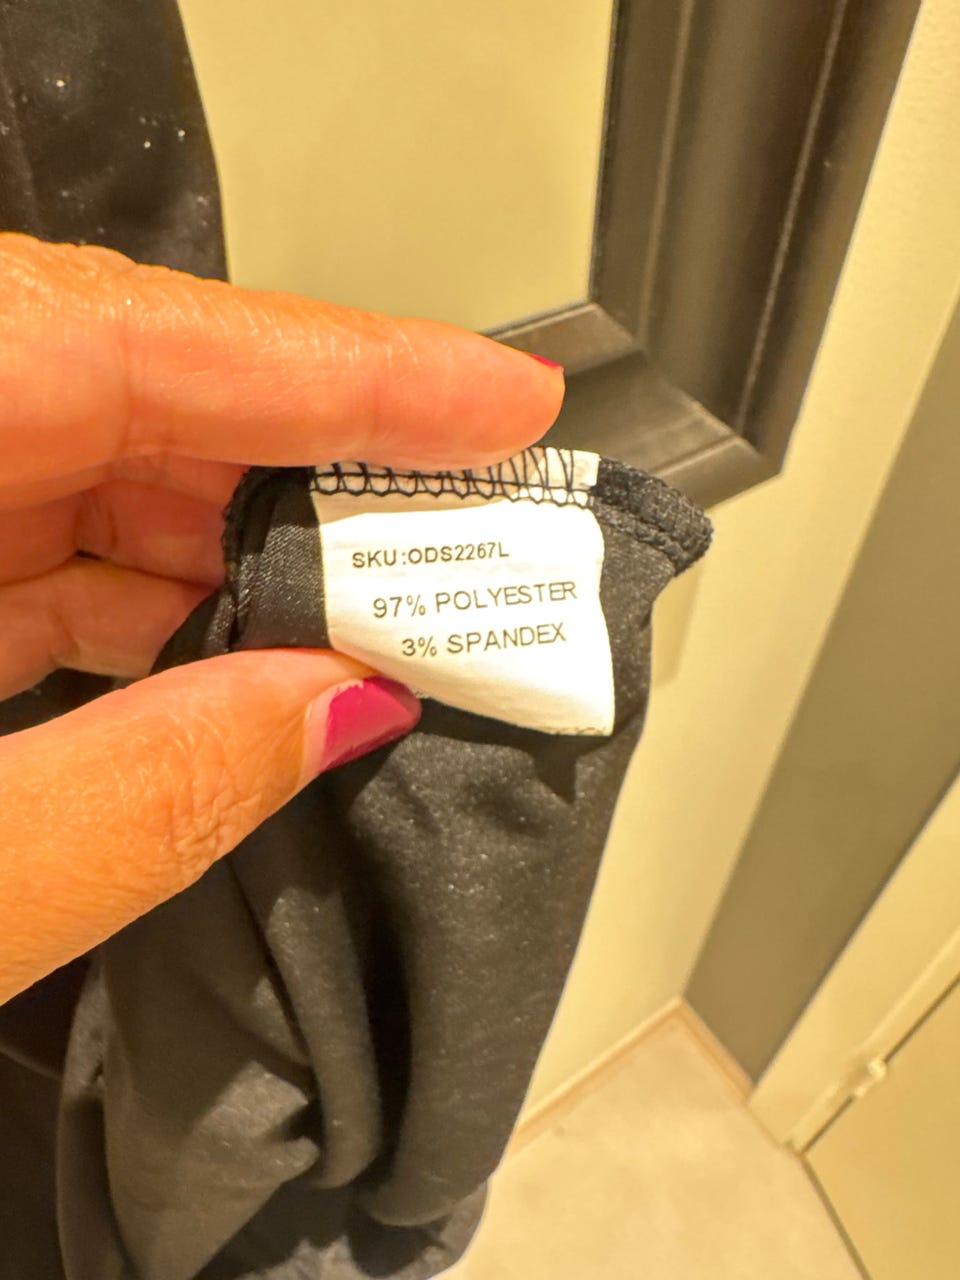 SKU:ODS2267L
97% POLYESTER
3% SPANDEX